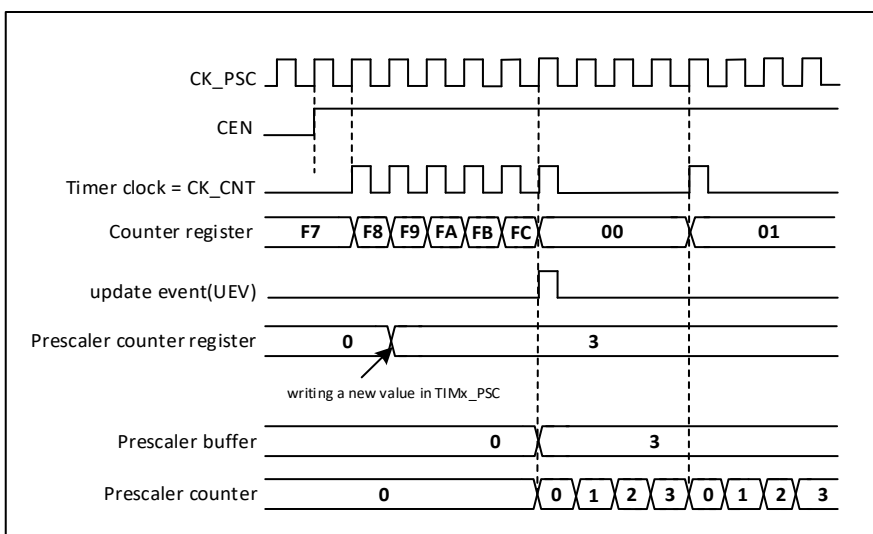 CK_PSC
CEN
Timer clock = CK_CNT
Counter register F7 F8 F9 FA FB FC 00 01
update event(UEV)
Prescaler counter register 0 3
writing a new value in TIMx_PSC
Prescaler buffer 0 3
Prescaler counter 0 0 1 2 3 0 1 2 3